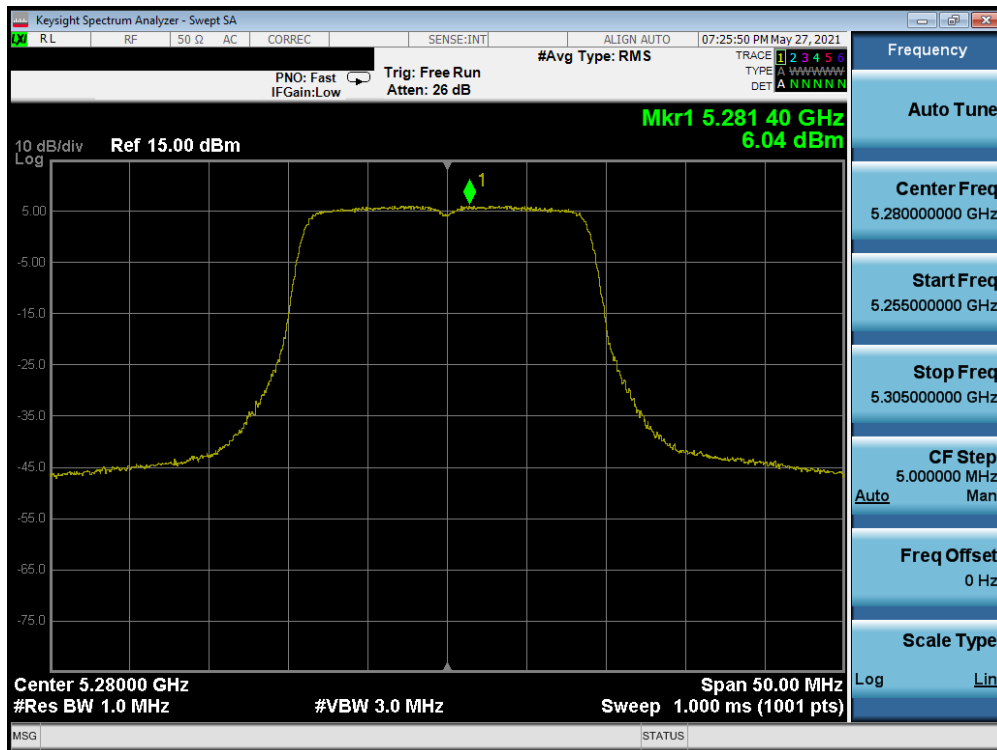 Keysight Spectrum Analyzer - Swept SA
LXI RL RF 50 Ω AC CORREC SENSE:INT ALIGN AUTO 07:25:50 PM May 27, 2021
#Avg Type: RMS
TRACE 1 2 3 4 5 6
TYPE A WWWWW
DET A N N N N N
PNO: Fast
IFGain:Low
Trig: Free Run
Atten: 26 dB
Mkr1 5.281 40 GHz
6.04 dBm
10 dB/div Ref 15.00 dBm
Log
1
5.00
-5.00
-15.0
-25.0
-35.0
-45.0
-55.0
-65.0
-75.0
Center 5.28000 GHz Span 50.00 MHz
#Res BW 1.0 MHz #VBW 3.0 MHz Sweep 1.000 ms (1001 pts)
MSG STATUS
Frequency
Auto Tune
Center Freq
5.280000000 GHz
Start Freq
5.255000000 GHz
Stop Freq
5.305000000 GHz
CF Step
5.000000 MHz
Auto Man
Freq Offset
0 Hz
Scale Type
Log Lin